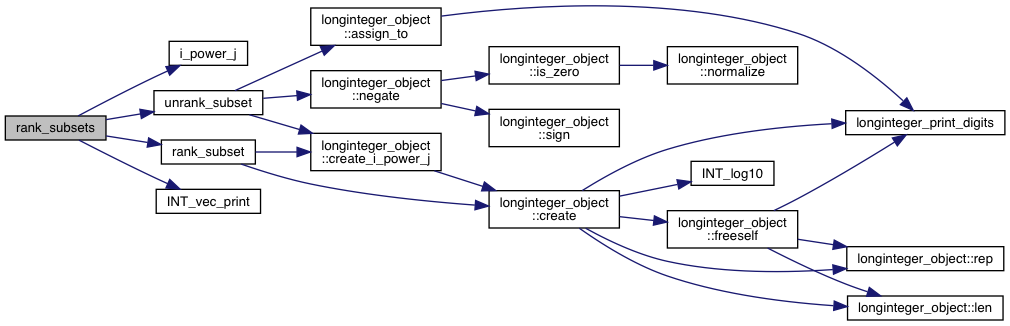 rank_subsets
i_power_j
unrank_subset
rank_subset
INT_vec_print
longinteger_object
::assign_to
longinteger_object
::negate
longinteger_object
::create_i_power_j
longinteger_object
::is_zero
longinteger_object
::sign
longinteger_object
::create
longinteger_object
::normalize
INT_log10
longinteger_object
::freeself
longinteger_print_digits
longinteger_object::rep
longinteger_object::len